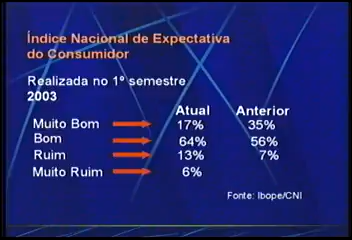 Índice Nacional de Expectativa
do Consumidor
Realizada no 1º semestre
2003
Atual Anterior
Muito Bom 17% 35%
Bom 64% 56%
Ruim 13% 7%
Muito Ruim 6%
Fonte: Ibope/CNI